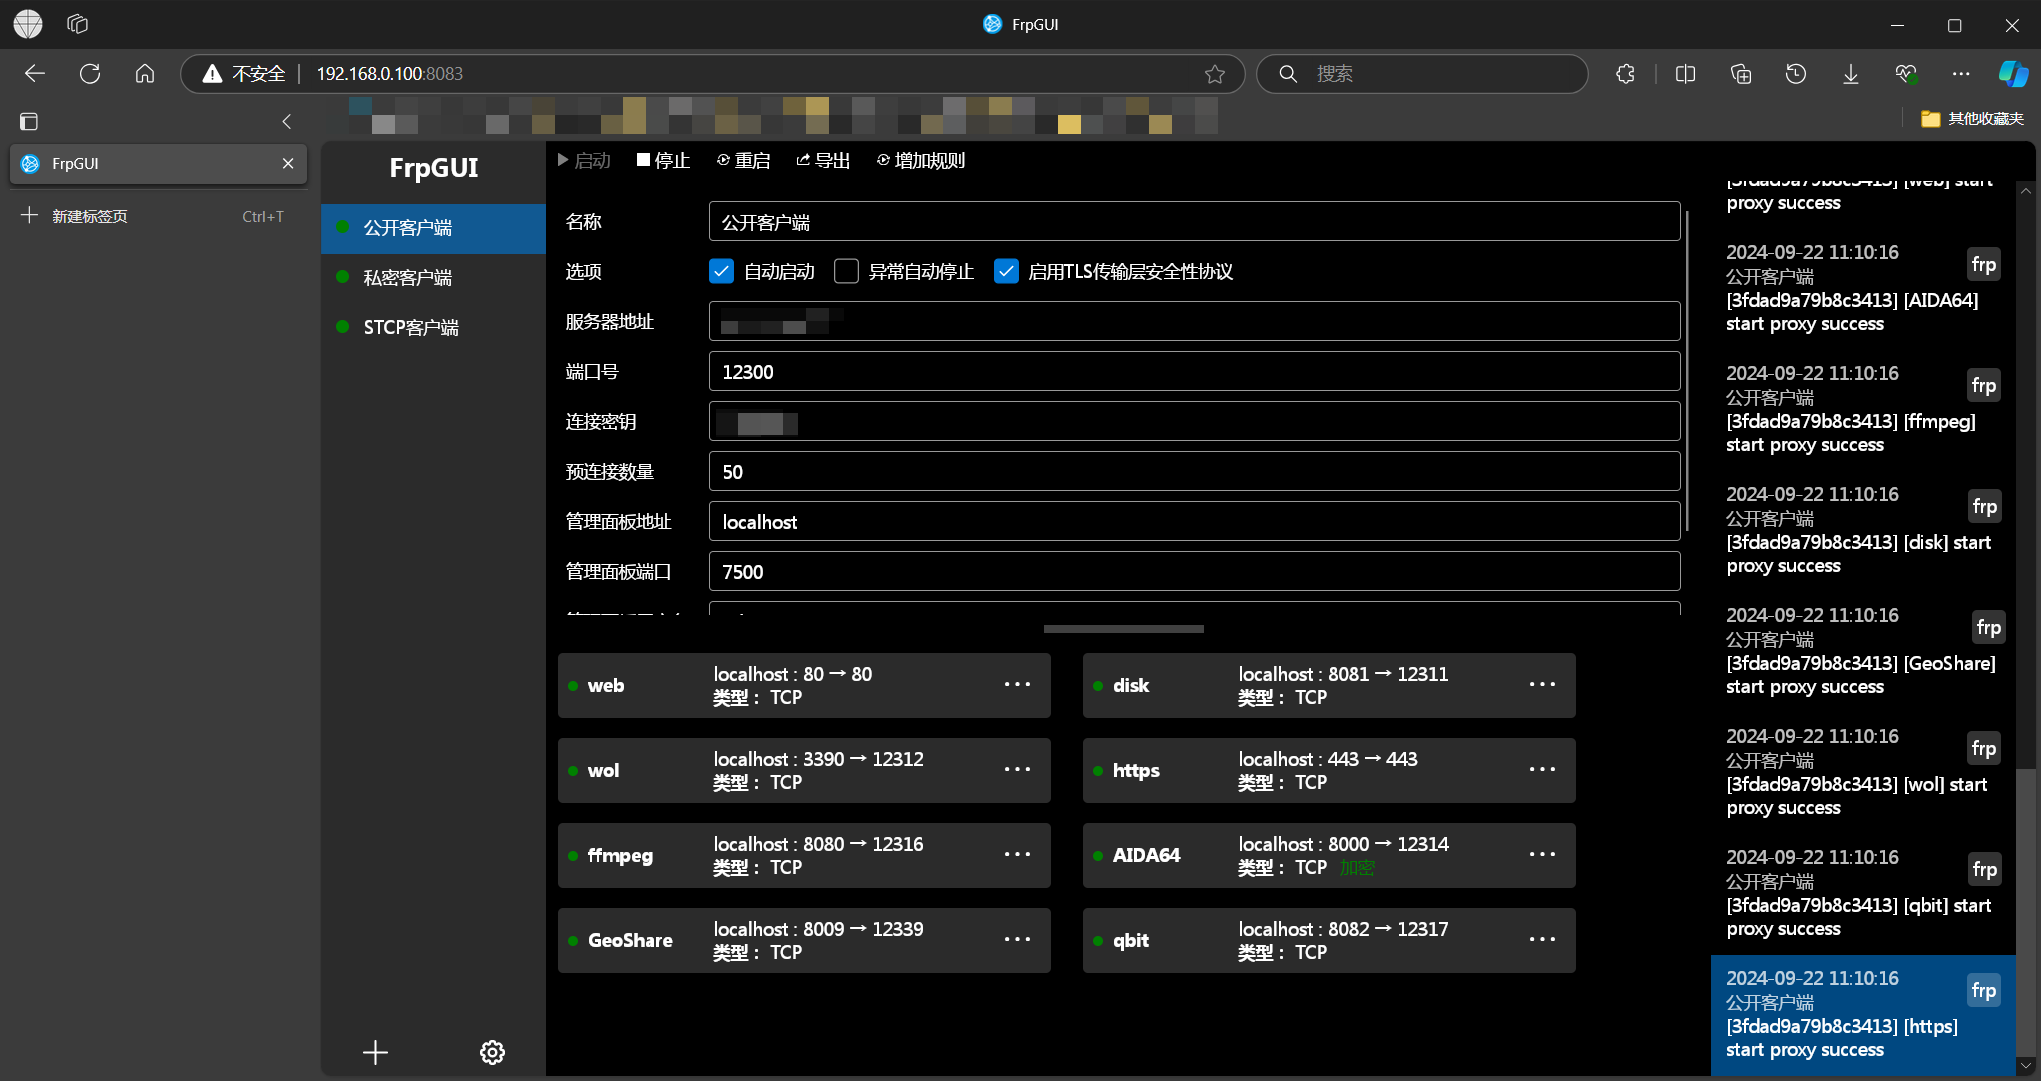 FrpGUI
不安全
192.168.0.100:8083
搜索
其他收藏夹
FrpGUI
新建标签页
Ctrl+T
FrpGUI
公开客户端
私密客户端
STCP客户端
启动
停止
重启
导出
增加规则
名称
公开客户端
选项
自动启动
异常自动停止
启用TLS传输层安全性协议
服务器地址
端口号
12300
连接密钥
预连接数量
50
管理面板地址
localhost
管理面板端口
7500
web
localhost : 80 → 80
类型： TCP
disk
localhost : 8081 → 12311
类型： TCP
wol
localhost : 3390 → 12312
类型： TCP
https
localhost : 443 → 443
类型： TCP
ffmpeg
localhost : 8080 → 12316
类型： TCP
AIDA64
localhost : 8000 → 12314
类型： TCP 加密
GeoShare
localhost : 8009 → 12339
类型： TCP
qbit
localhost : 8082 → 12317
类型： TCP
[3fdad9a79b8c3413] [web] start
proxy success
2024-09-22 11:10:16
frp
公开客户端
[3fdad9a79b8c3413] [AIDA64]
start proxy success
2024-09-22 11:10:16
frp
公开客户端
[3fdad9a79b8c3413] [ffmpeg]
start proxy success
2024-09-22 11:10:16
frp
公开客户端
[3fdad9a79b8c3413] [disk] start
proxy success
2024-09-22 11:10:16
frp
公开客户端
[3fdad9a79b8c3413] [GeoShare]
start proxy success
2024-09-22 11:10:16
frp
公开客户端
[3fdad9a79b8c3413] [wol] start
proxy success
2024-09-22 11:10:16
frp
公开客户端
[3fdad9a79b8c3413] [qbit] start
proxy success
2024-09-22 11:10:16
frp
公开客户端
[3fdad9a79b8c3413] [https]
start proxy success